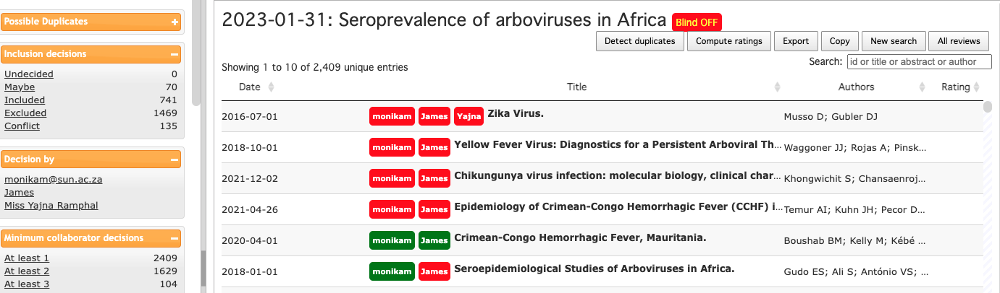 Possible Duplicates +
Inclusion decisions −
Undecided 0
Maybe 70
Included 741
Excluded 1469
Conflict 135
Decision by −
monikam@sun.ac.za
James
Miss Yajna Ramphal
Minimum collaborator decisions −
At least 1 2409
At least 2 1629
At least 3 104
2023-01-31: Seroprevalence of arboviruses in Africa Blind OFF
Detect duplicates Compute ratings Export Copy New search All reviews
Showing 1 to 10 of 2,409 unique entries
Search: id or title or abstract or author
Date Title Authors Rating
2016-07-01 monikam James Yajna Zika Virus. Musso D; Gubler DJ
2018-10-01 monikam James Yellow Fever Virus: Diagnostics for a Persistent Arboviral Th... Waggoner JJ; Rojas A; Pinsk...
2021-12-02 monikam James Chikungunya virus infection: molecular biology, clinical char... Khongwichit S; Chansaenroj...
2021-04-26 monikam James Epidemiology of Crimean-Congo Hemorrhagic Fever (CCHF) i... Temur AI; Kuhn JH; Pecor D...
2020-04-01 monikam James Crimean-Congo Hemorrhagic Fever, Mauritania. Boushab BM; Kelly M; Kébé ...
2018-01-01 monikam James Seroepidemiological Studies of Arboviruses in Africa. Gudo ES; Ali S; António VS; ...